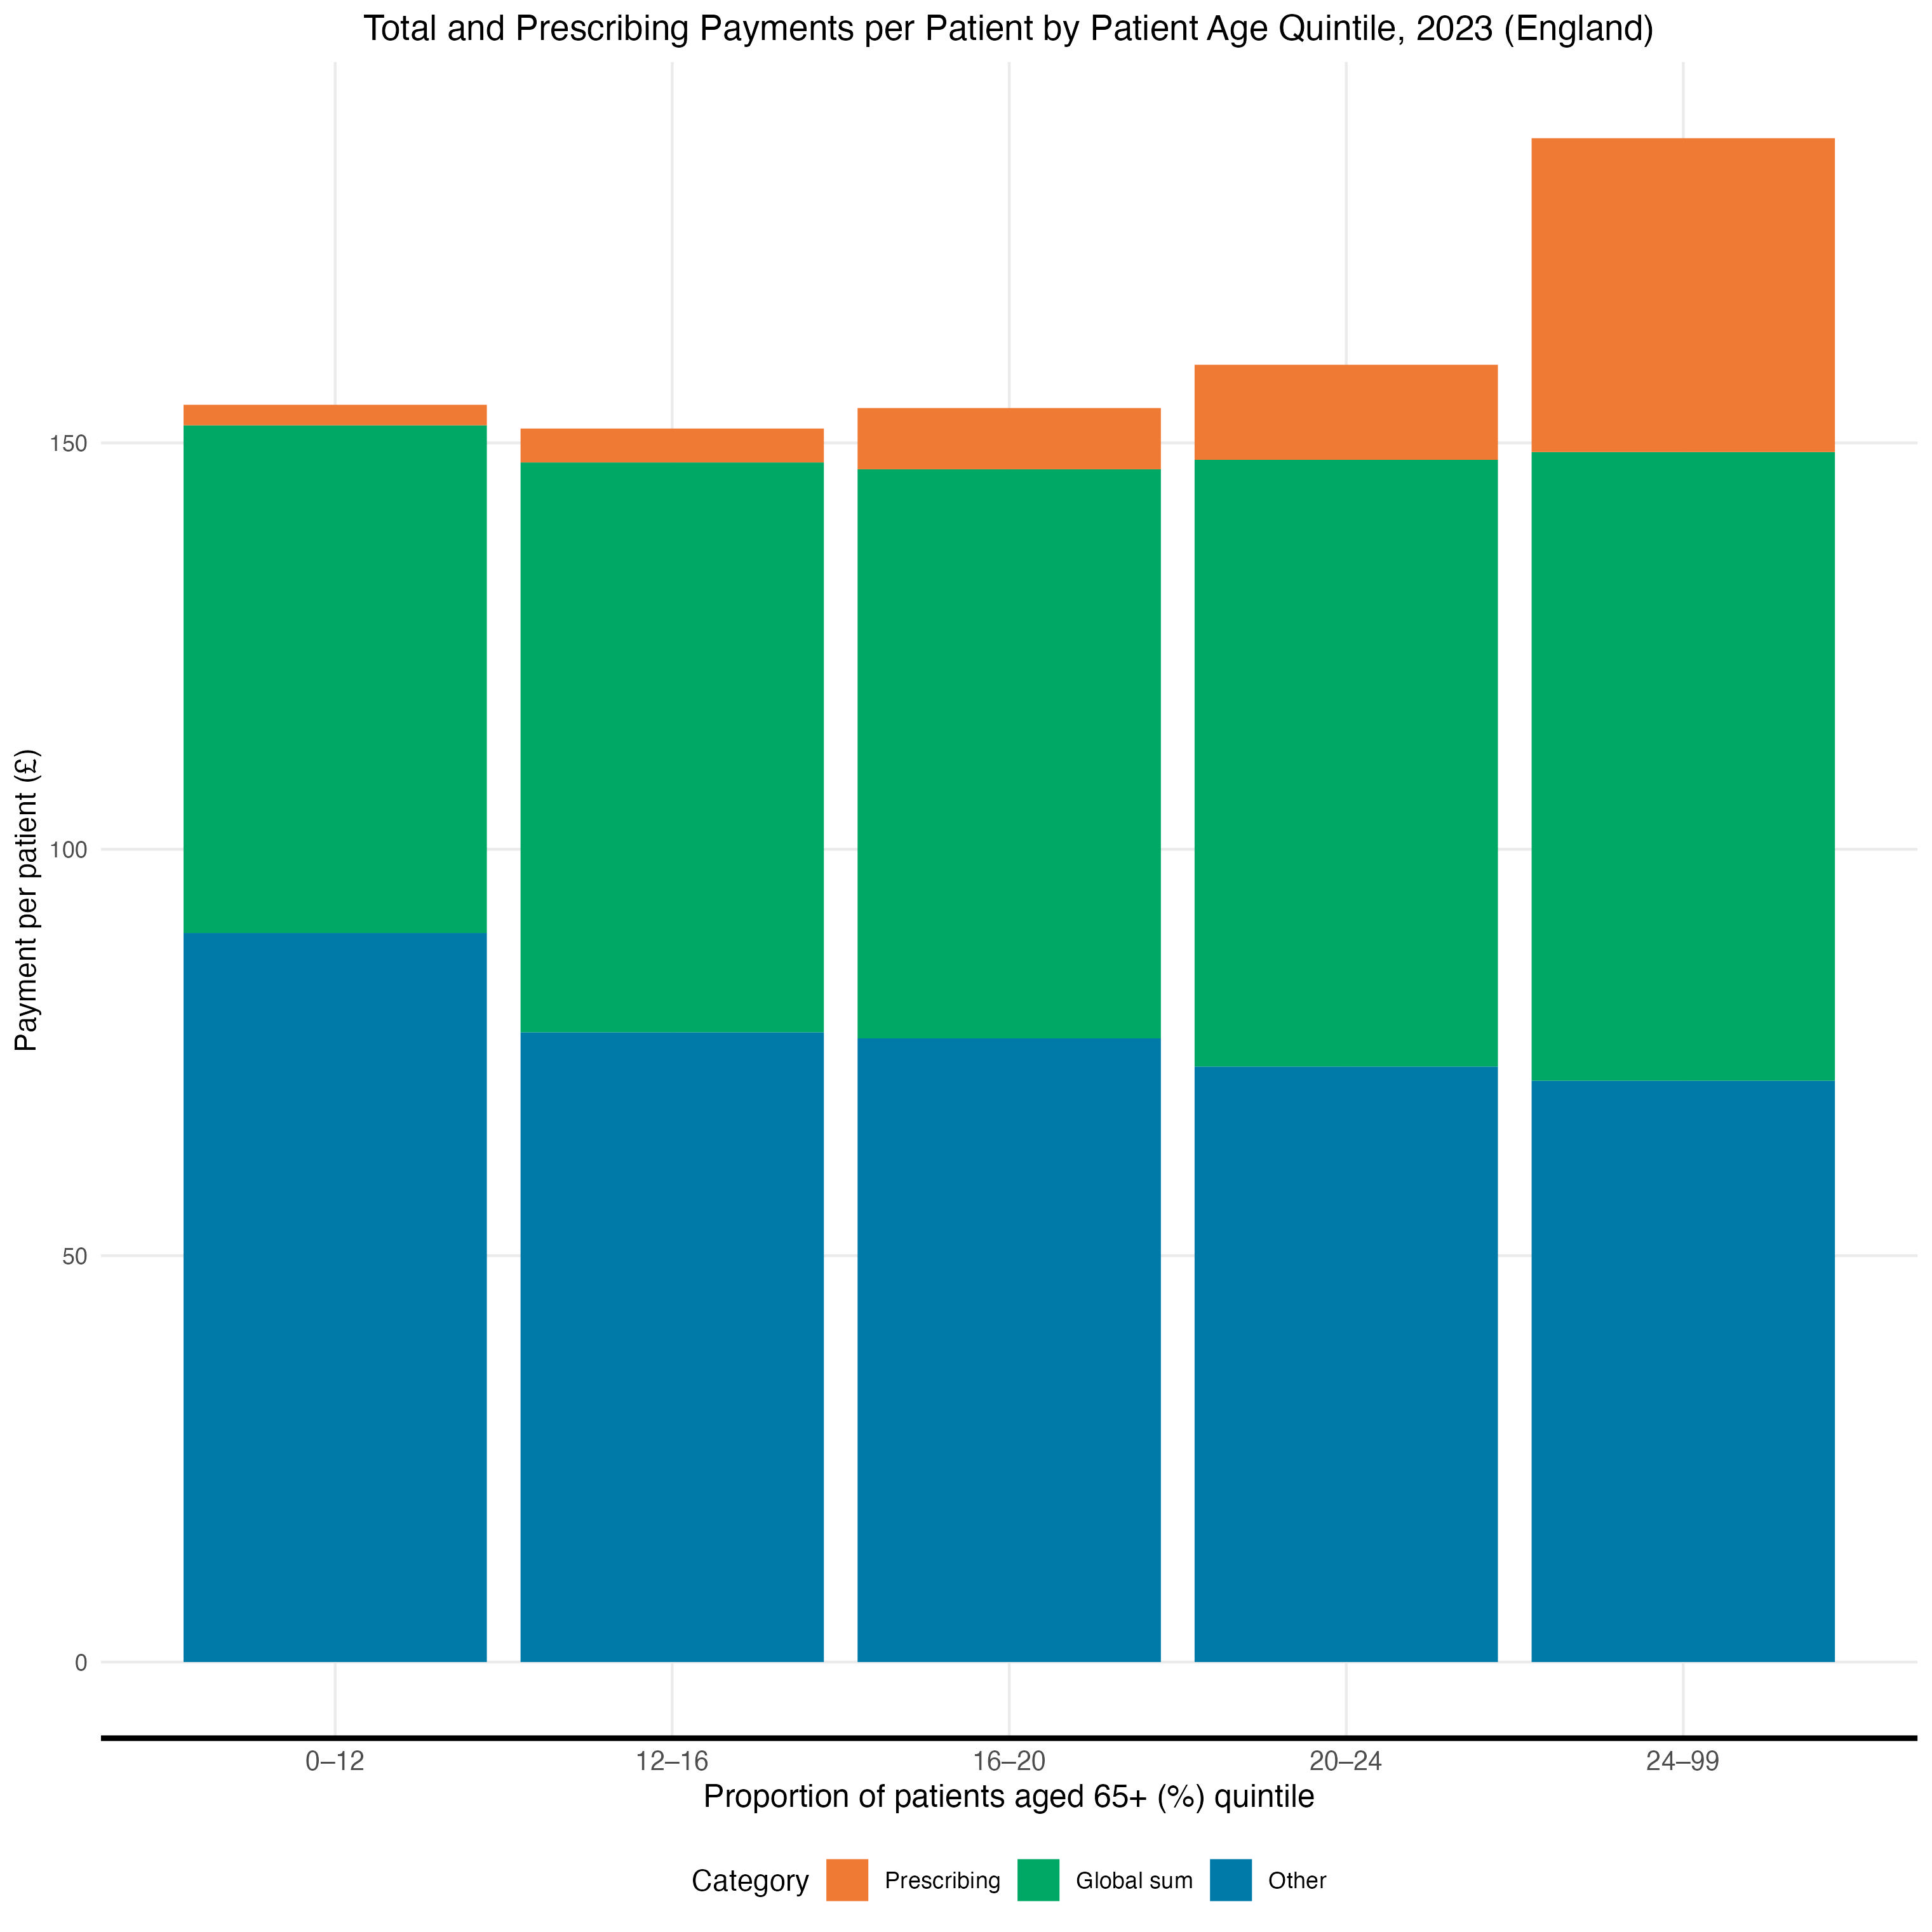 Total and Prescribing Payments per Patient by Patient Age Quintile, 2023 (England)
Payment per patient (£)
150
100
50
0
0–12
12–16
16–20
20–24
24–99
Proportion of patients aged 65+ (%) quintile
Category
Prescribing
Global sum
Other